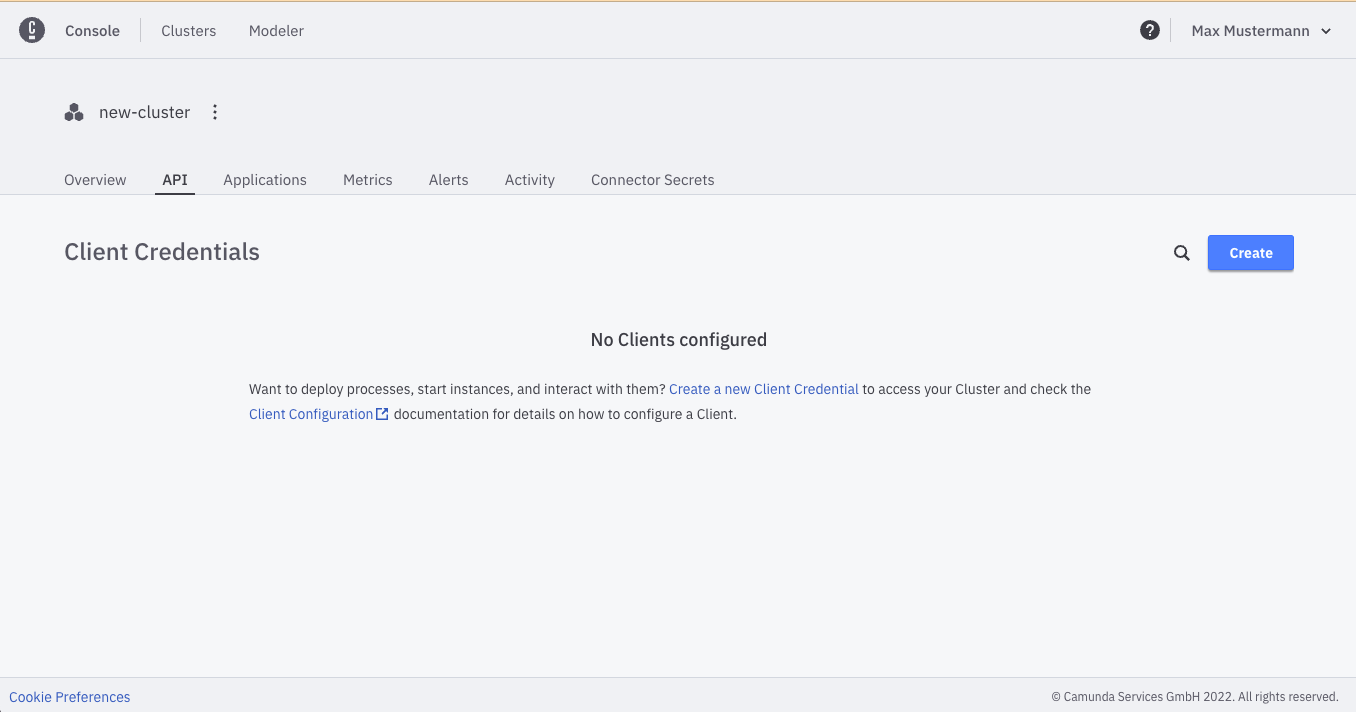 Console Clusters Modeler ? Max Mustermann
new-cluster
Overview API Applications Metrics Alerts Activity Connector Secrets
Client Credentials Create
No Clients configured
Want to deploy processes, start instances, and interact with them? Create a new Client Credential to access your Cluster and check the
Client Configuration documentation for details on how to configure a Client.
Cookie Preferences © Camunda Services GmbH 2022. All rights reserved.